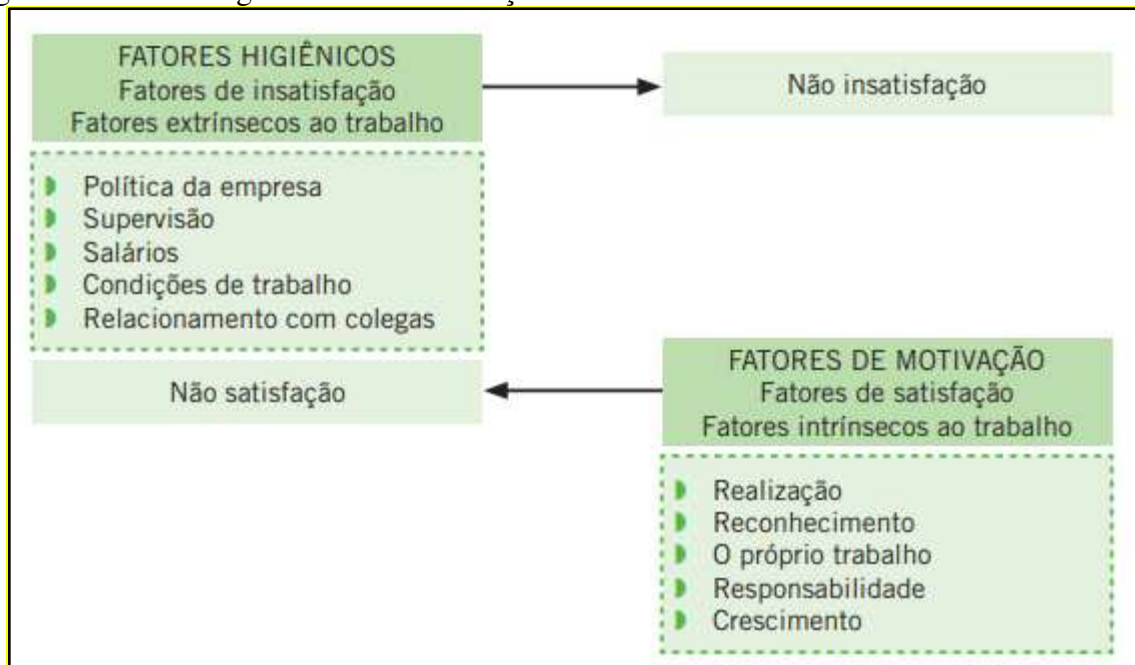 FATORES HIGIÊNICOS
Fatores de insatisfação
Fatores extrínsecos ao trabalho
Não insatisfação
Política da empresa
Supervisão
Salários
Condições de trabalho
Relacionamento com colegas
Não satisfação
FATORES DE MOTIVAÇÃO
Fatores de satisfação
Fatores intrínsecos ao trabalho
Realização
Reconhecimento
O próprio trabalho
Responsabilidade
Crescimento